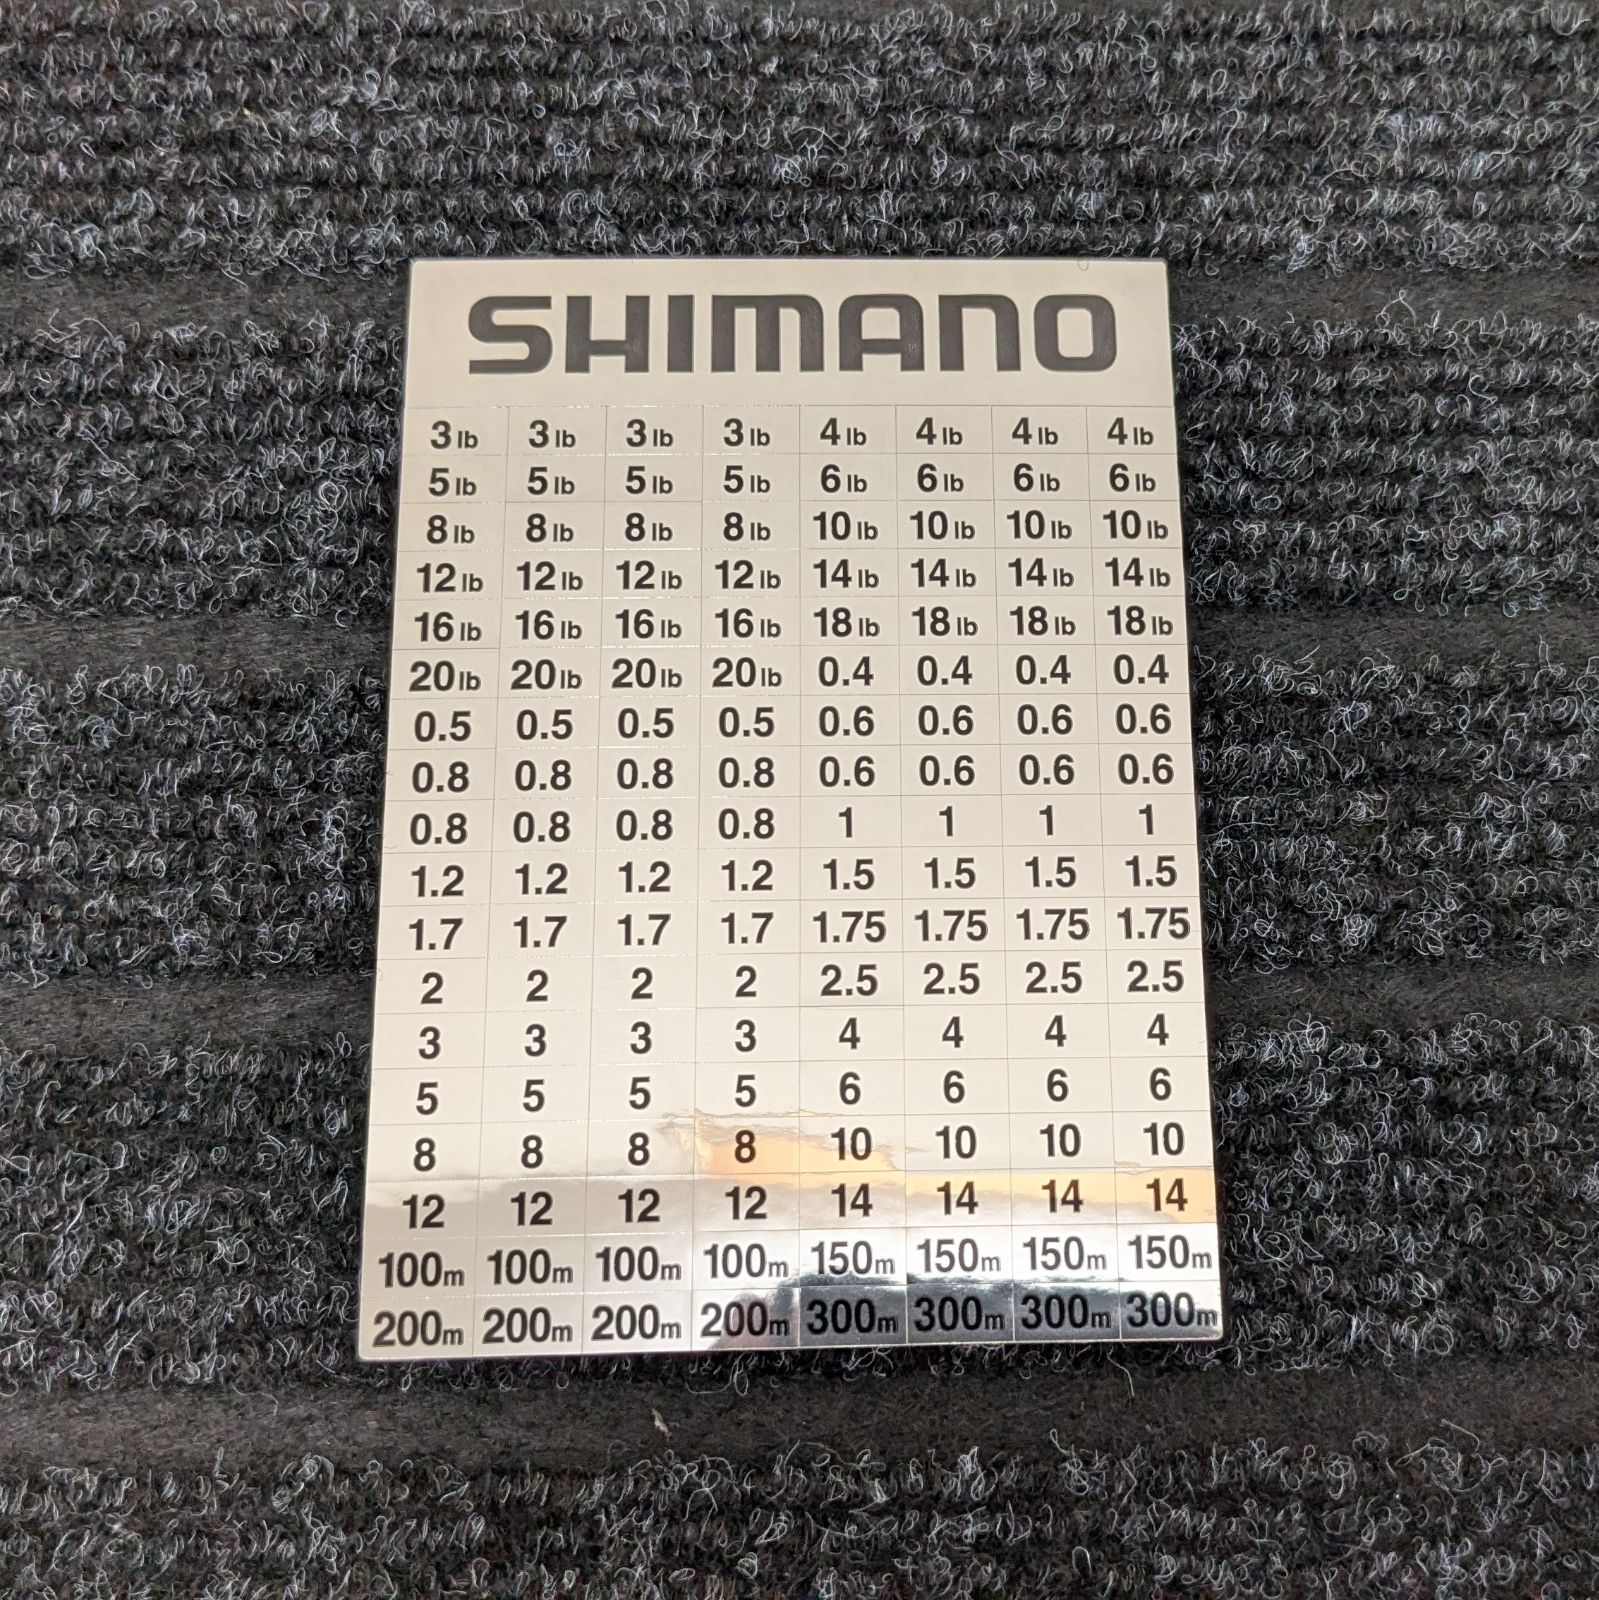 SHIMANO
3lb 3lb 3lb 3lb 4lb 4lb 4lb 4lb
5lb 5lb 5lb 5lb 6lb 6lb 6lb 6lb
8lb 8lb 8lb 8lb 10lb 10lb 10lb 10lb
12lb 12lb 12lb 12lb 14lb 14lb 14lb 14lb
16lb 16lb 16lb 16lb 18lb 18lb 18lb 18lb
20lb 20lb 20lb 20lb 0.4 0.4 0.4 0.4
0.5 0.5 0.5 0.5 0.6 0.6 0.6 0.6
0.8 0.8 0.8 0.8 0.6 0.6 0.6 0.6
0.8 0.8 0.8 0.8 1 1 1 1
1.2 1.2 1.2 1.2 1.5 1.5 1.5 1.5
1.7 1.7 1.7 1.7 1.75 1.75 1.75 1.75
2 2 2 2 2.5 2.5 2.5 2.5
3 3 3 3 4 4 4 4
5 5 5 5 6 6 6 6
8 8 8 8 10 10 10 10
12 12 12 12 14 14 14 14
100m 100m 100m 100m 150m 150m 150m 150m
200m 200m 200m 200m 300m 300m 300m 300m